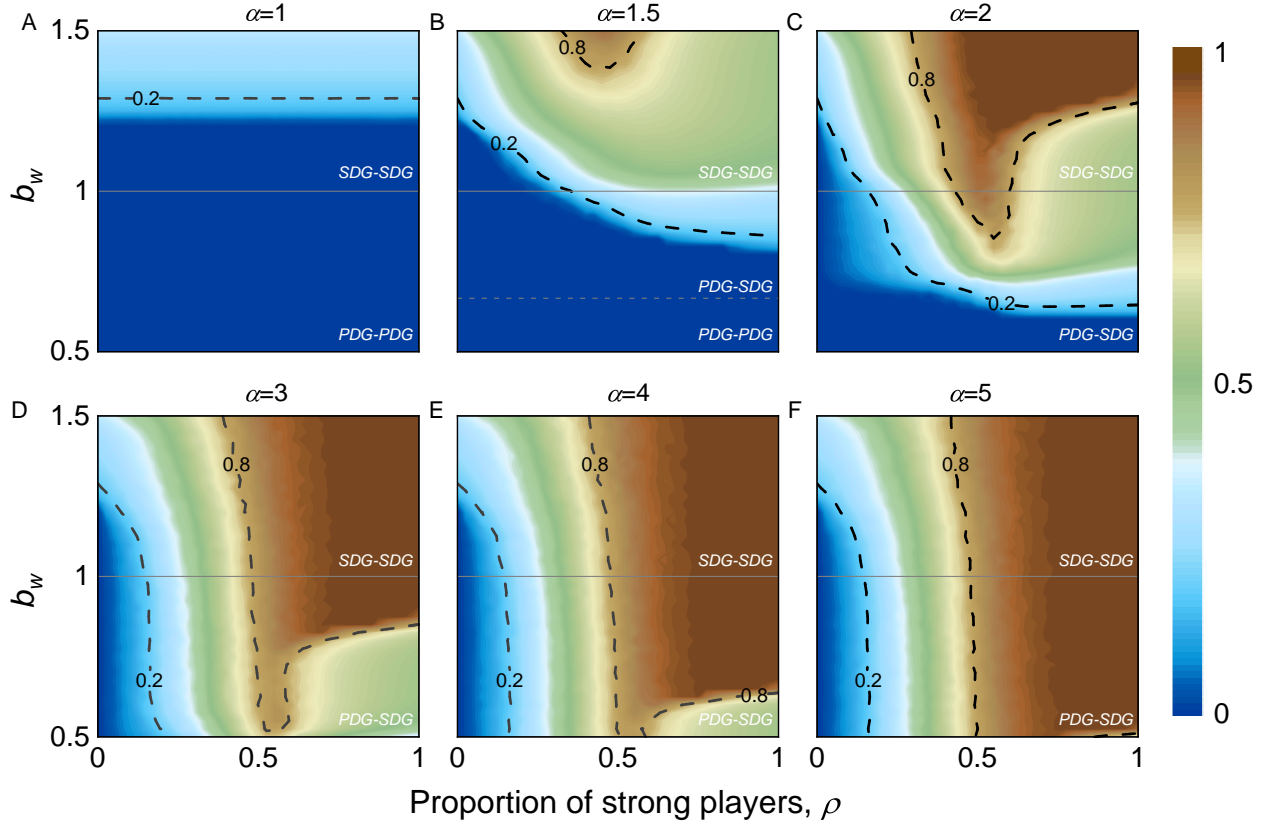 A
α=1
B
α=1.5
C
α=2
1.5
1
0.5
b_w
0.2
SDG-SDG
PDG-PDG
0.8
0.2
SDG-SDG
PDG-SDG
PDG-PDG
0.8
SDG-SDG
0.2
PDG-SDG
1
0.5
0
D
α=3
E
α=4
F
α=5
1.5
1
0.5
b_w
0.8
SDG-SDG
0.2
PDG-SDG
0.8
SDG-SDG
0.2
0.8
PDG-SDG
0.8
SDG-SDG
0.2
PDG-SDG
0 0.5 1
0 0.5 1
0 0.5 1
Proportion of strong players, ρ